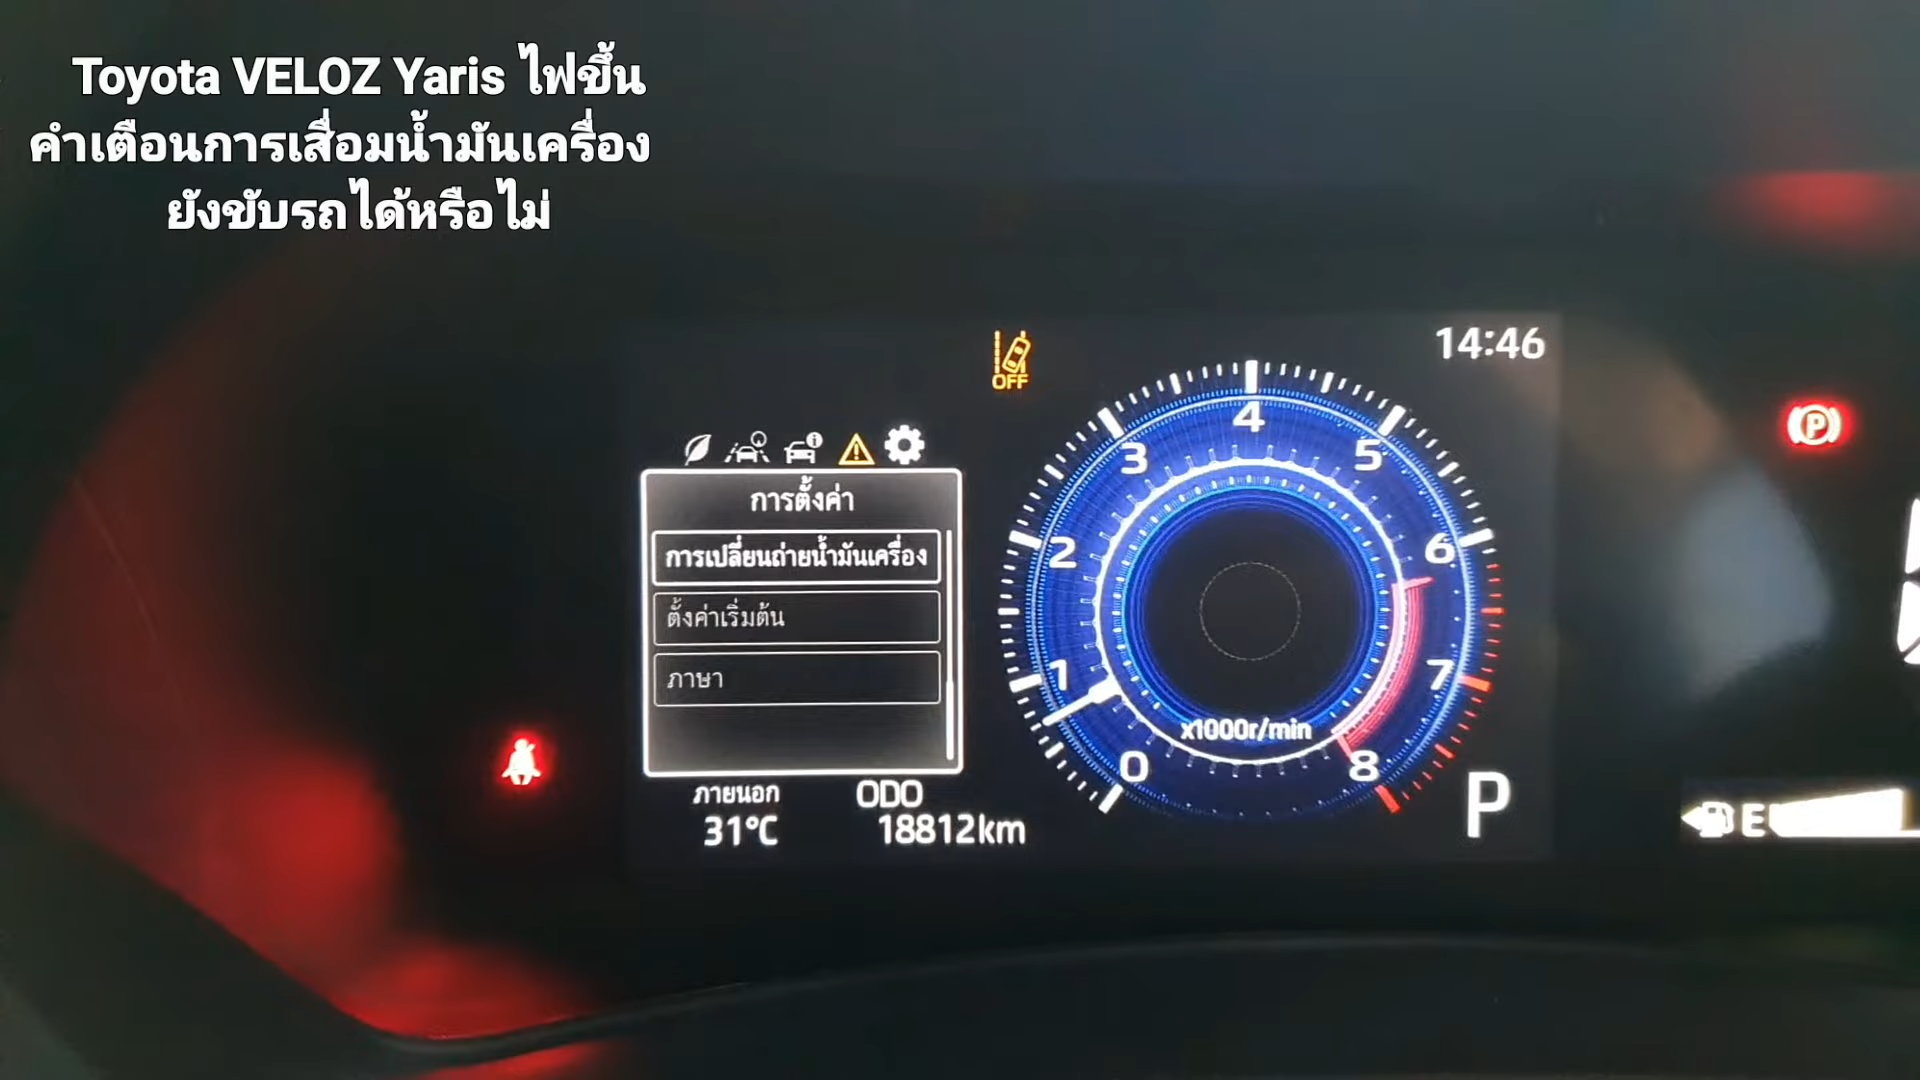 Toyota VELOZ Yaris ไฟขึ้น
คำเตือนการเสื่อมน้ำมันเครื่อง
ยังขับรถได้หรือไม่
14:46
OFF
การตั้งค่า
การเปลี่ยนถ่ายน้ำมันเครื่อง
ตั้งค่าเริ่มต้น
ภาษา
ภายนอก
31°C
ODO
18812km
0
1
2
3
4
5
6
7
8
x1000r/min
P
P
E